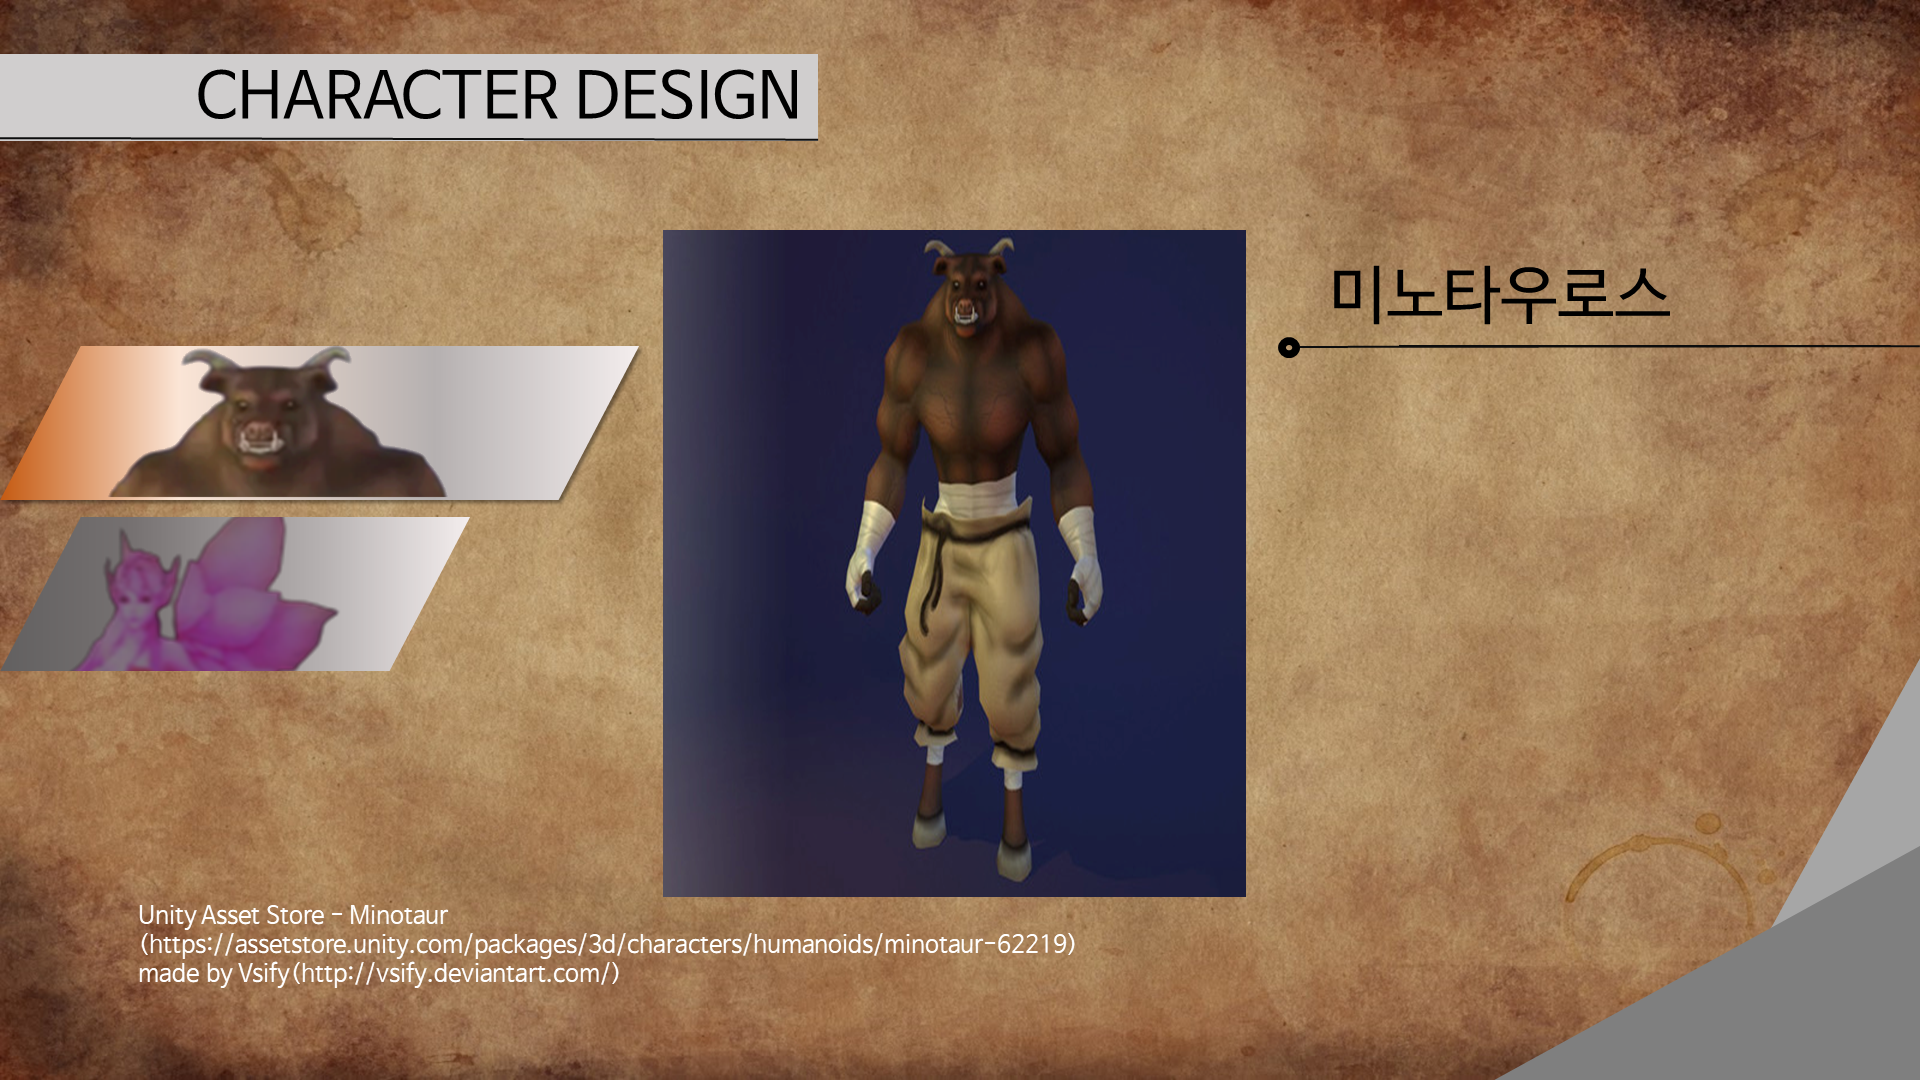 CHARACTER DESIGN
미노타우로스
Unity Asset Store - Minotaur
(https://assetstore.unity.com/packages/3d/characters/humanoids/minotaur-62219)
made by Vsify(http://vsify.deviantart.com/)